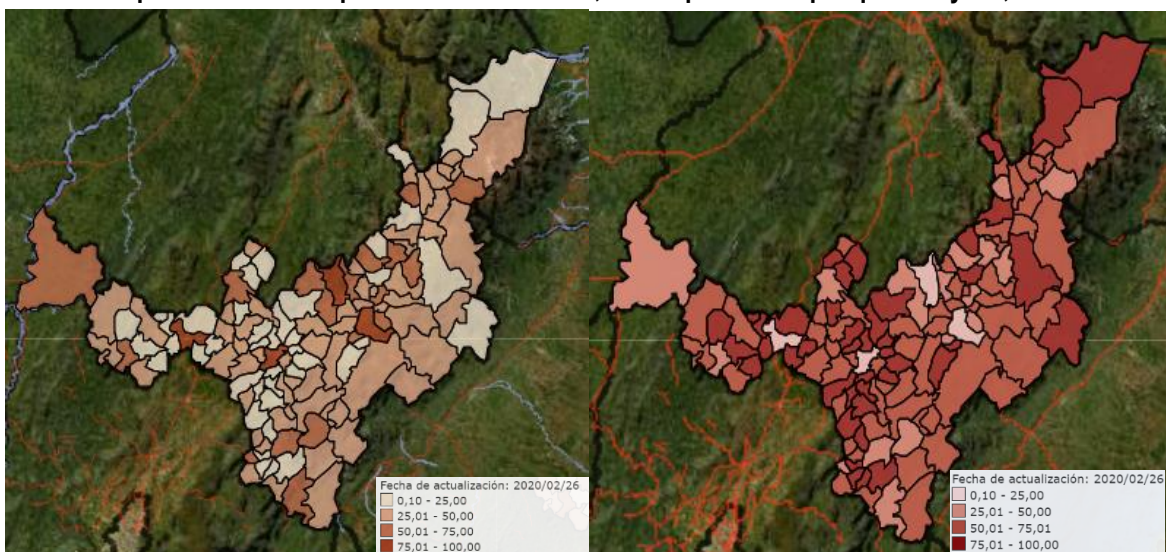 Fecha de actualización: 2020/02/26
0,10 - 25,00
25,01 - 50,00
50,01 - 75,00
75,01 - 100,00
Fecha de actualización: 2020/02/26
0,10 - 25,00
25,01 - 50,00
50,01 - 75,01
75,01 - 100,00